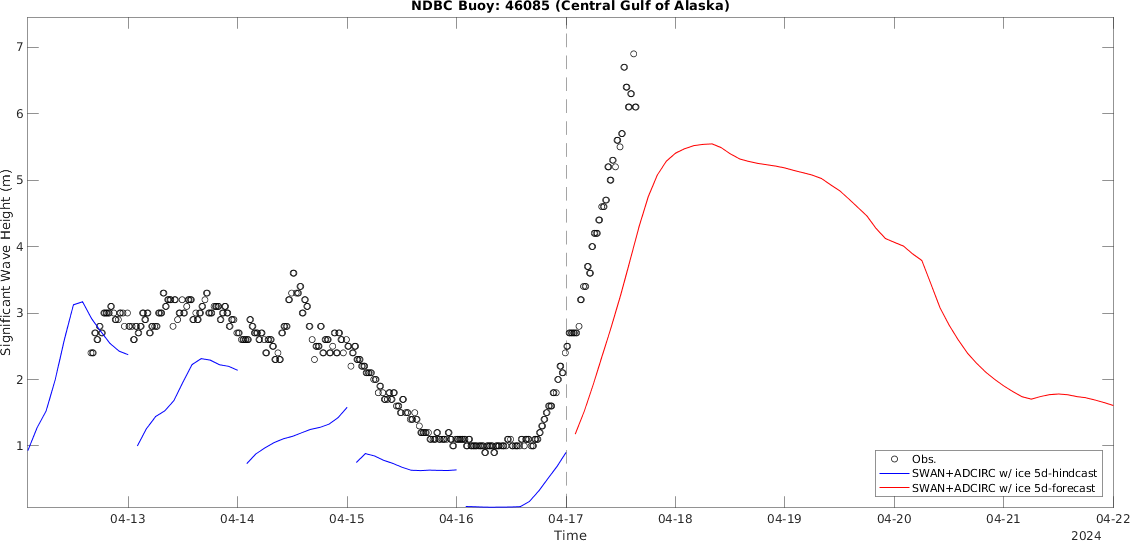 NDBC Buoy: 46085 (Central Gulf of Alaska)
Significant Wave Height (m)
7
6
5
4
3
2
1
Obs.
SWAN+ADCIRC w/ ice 5d-hindcast
SWAN+ADCIRC w/ ice 5d-forecast
04-13 04-14 04-15 04-16 04-17 04-18 04-19 04-20 04-21 04-22
Time
2024